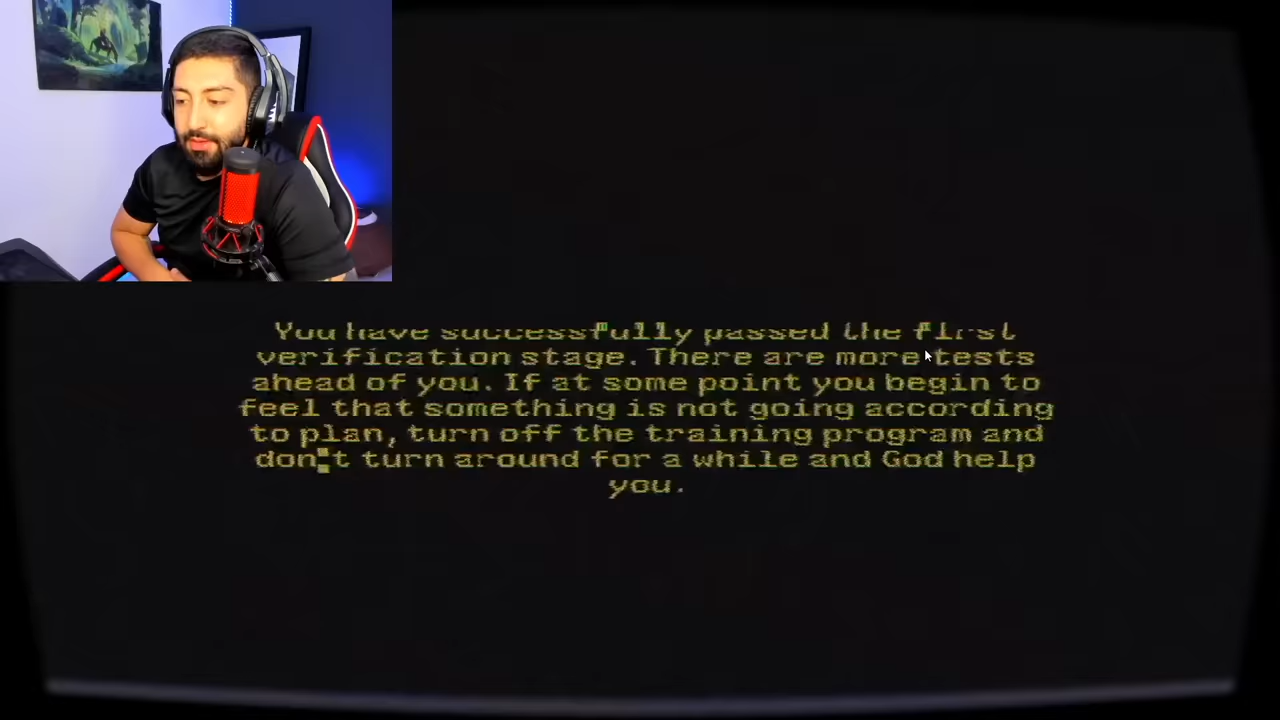 You have successfully passed the first
verification stage. There are more tests
ahead of you. If at some point you begin to
feel that something is not going according
to plan, turn off the training program and
don't turn around for a while and God help
you.